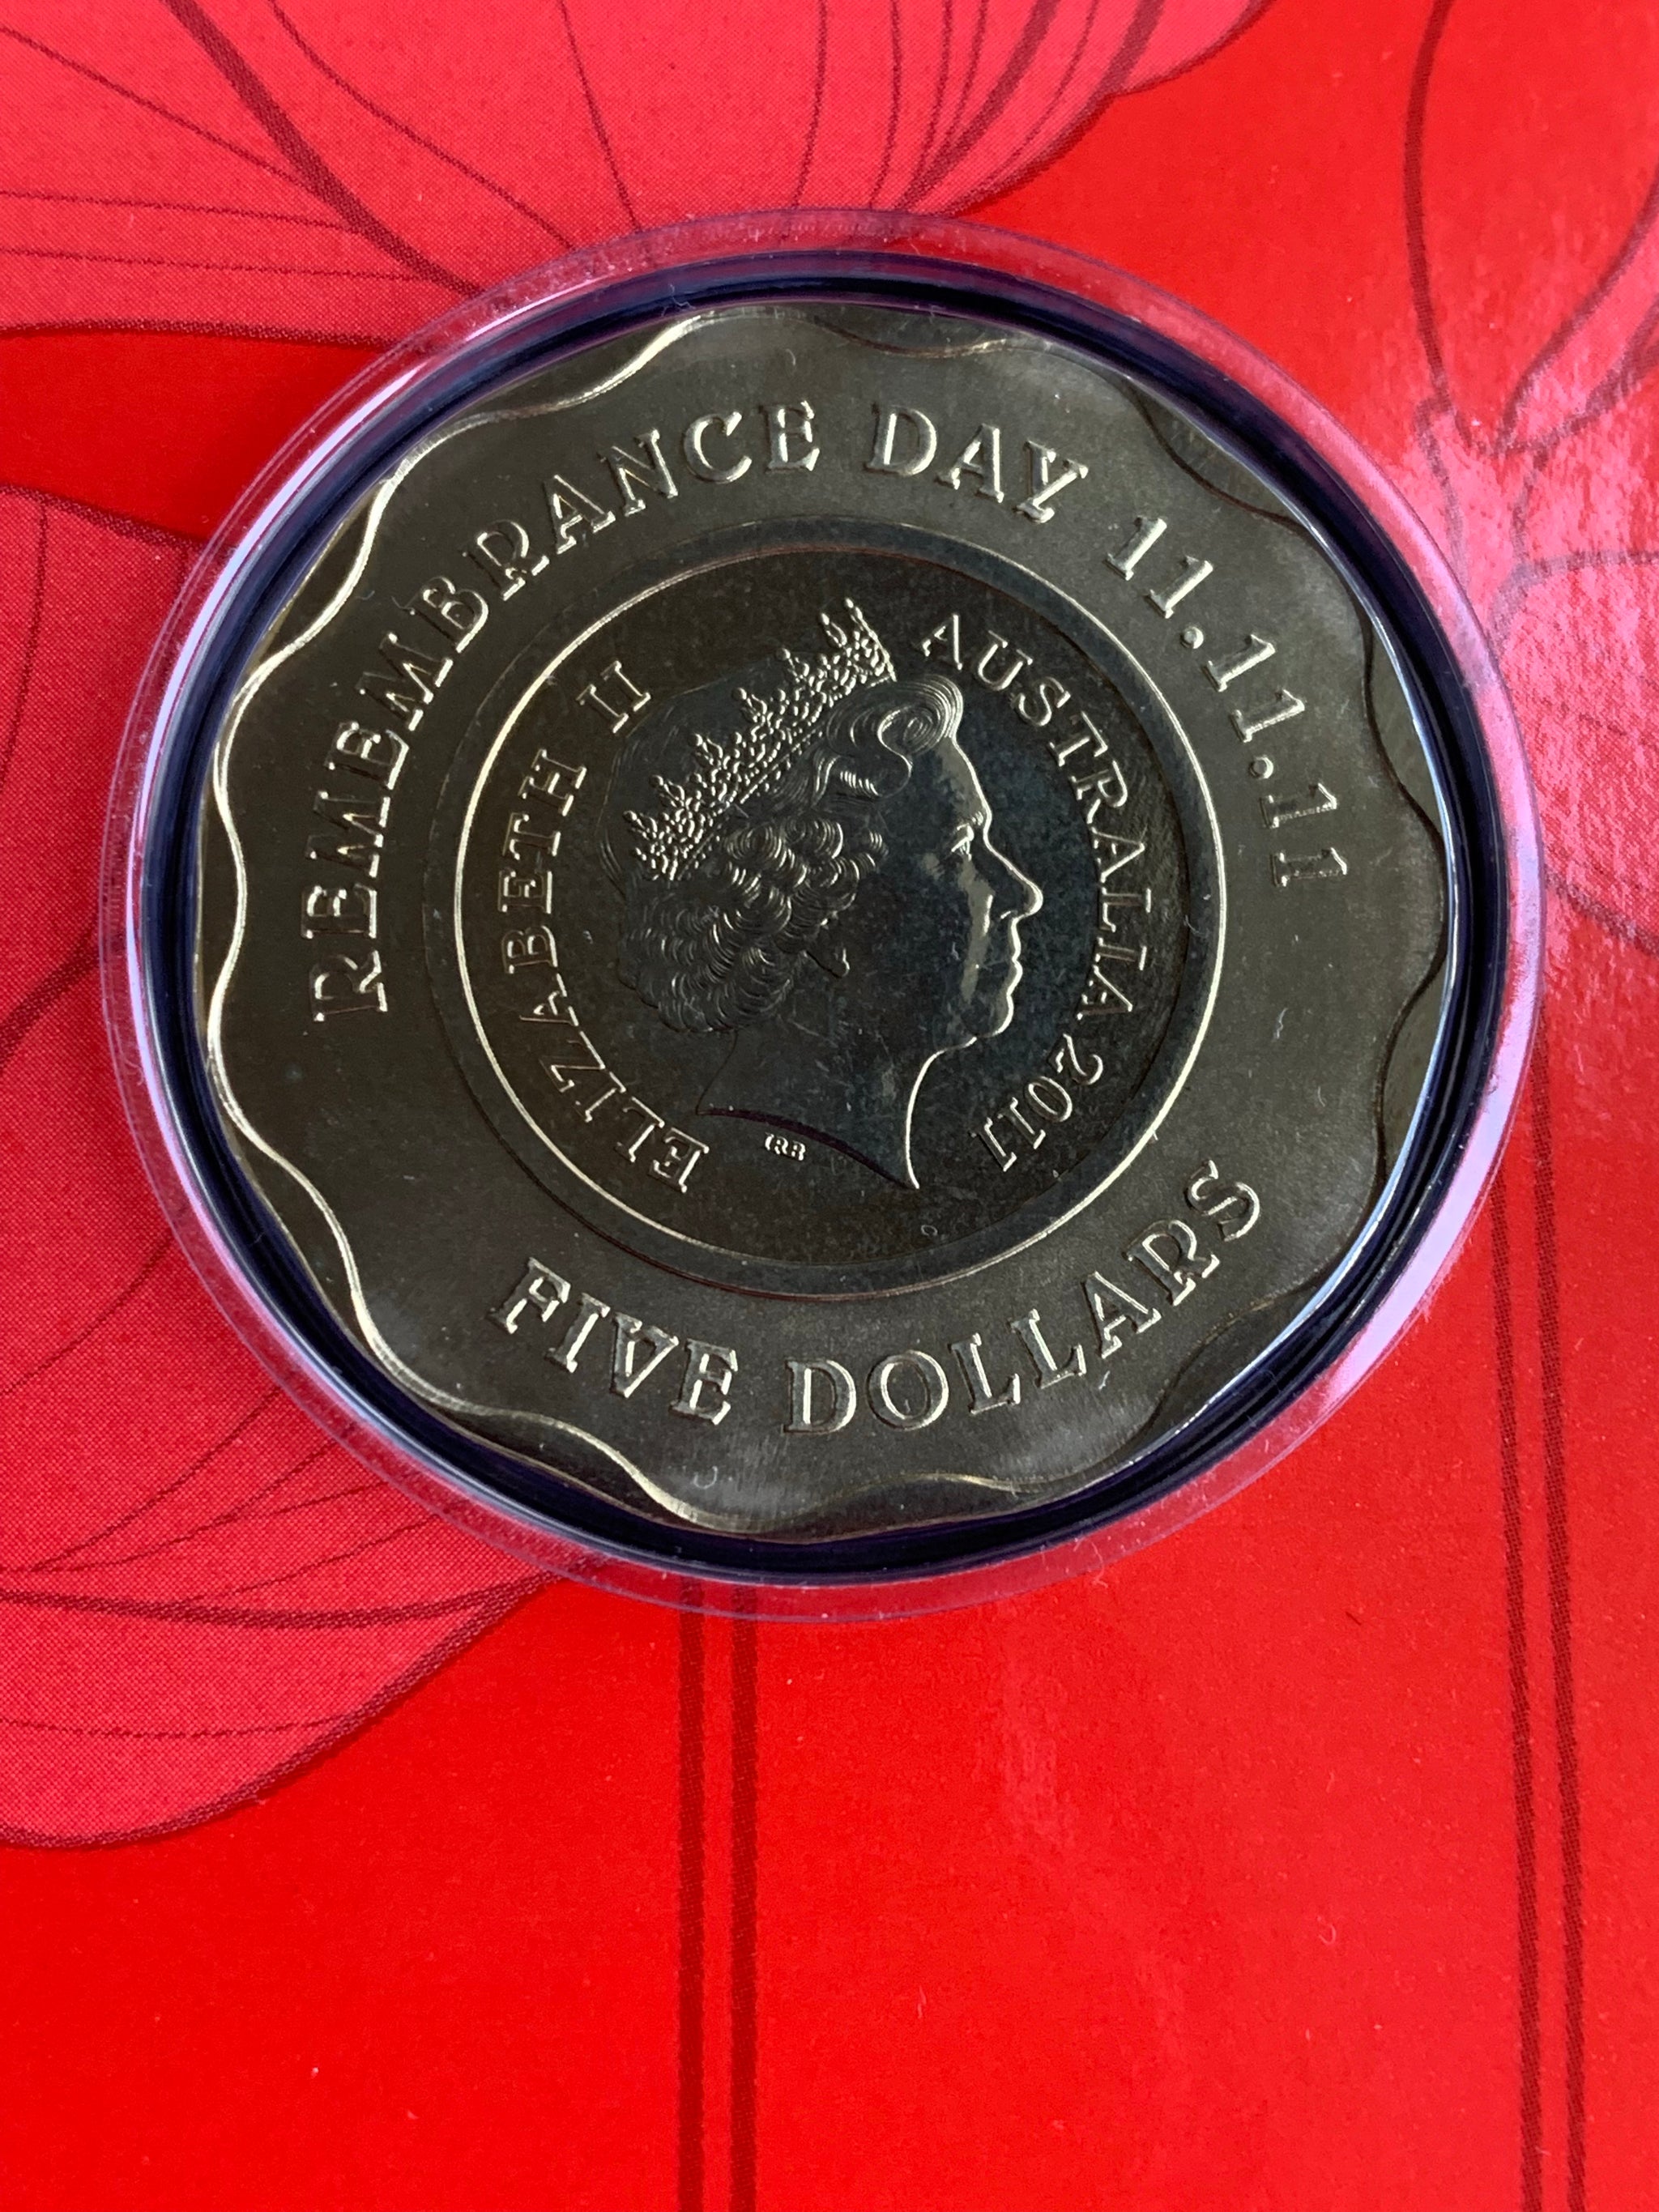 REMEMBRANCE DAY 11.11.11
ELIZABETH II AUSTRALIA 2011
IRB
FIVE DOLLARS